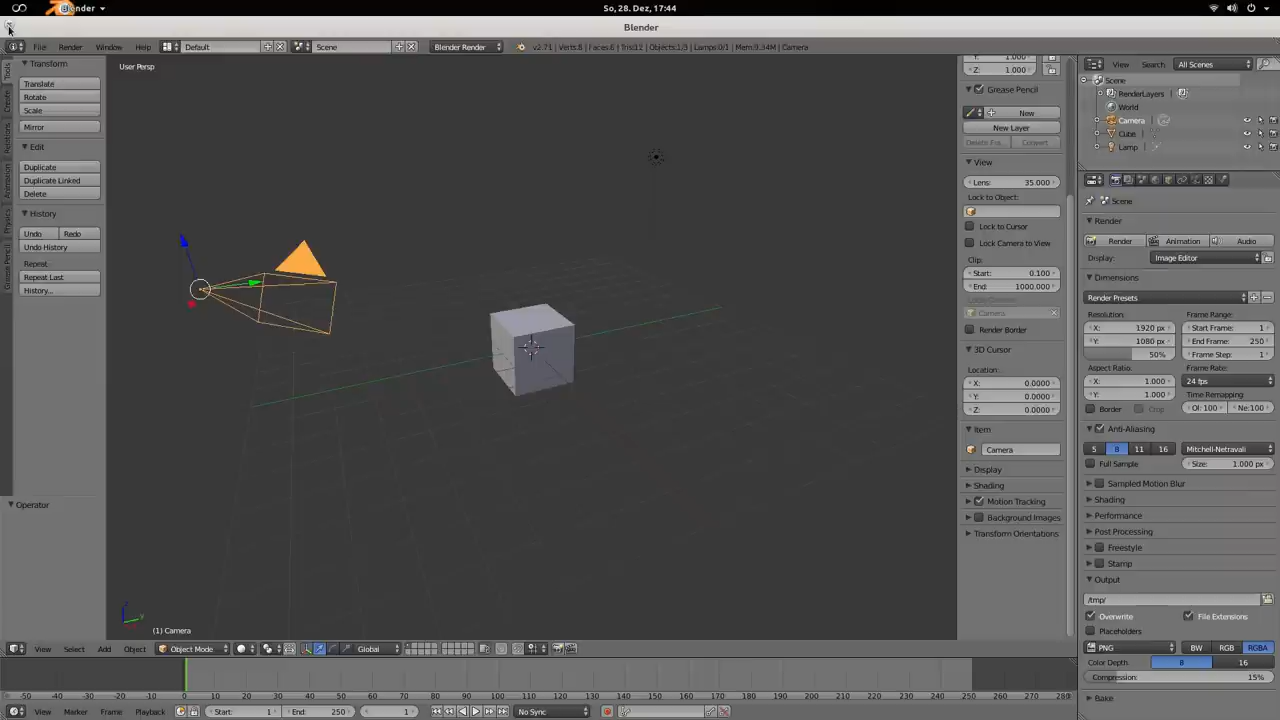 Blender
So, 28. Dez, 17:44
Blender
File Render Window Help
Default
Scene
Blender Render
v2.71 | Verts:8 | Faces:6 | Tris:12 | Objects:1/3 | Lamps:0/1 | Mem:9.34M | Camera
Tools
Create
Relations
Animation
Physics
Grease Pencil
Transform
Translate
Rotate
Scale
Mirror
Edit
Duplicate
Duplicate Linked
Delete
History
Undo Redo
Undo History
Repeat:
Repeat Last
History...
Operator
User Persp
(1) Camera
Y: 1.000
Z: 1.000
Grease Pencil
New
New Layer
Delete Fra...
Convert
View
Lens: 35.000
Lock to Object:
Lock to Cursor
Lock Camera to View
Clip:
Start: 0.100
End: 1000.000
Camera
Render Border
3D Cursor
Location:
X: 0.0000
Y: 0.0000
Z: 0.0000
Item
Camera
Display
Shading
Motion Tracking
Background Images
Transform Orientations
View Search All Scenes
Scene
RenderLayers
World
Camera
Cube
Lamp
Scene
Render
Render Animation Audio
Display: Image Editor
Dimensions
Render Presets
Resolution: Frame Range:
X: 1920 px Start Frame: 1
Y: 1080 px End Frame: 250
50% Frame Step: 1
Aspect Ratio: Frame Rate:
X: 1.000 24 fps
Y: 1.000 Time Remapping
Border Crop Ol: 100 Ne:100
Anti-Aliasing
5 8 11 16 Mitchell-Netravali
Full Sample Size: 1.000 px
Sampled Motion Blur
Shading
Performance
Post Processing
Freestyle
Stamp
Output
/tmp/
Overwrite File Extensions
Placeholders
PNG BW RGB RGBA
Color Depth: 8 16
Compression: 15%
Bake
View Select Add Object Object Mode Global
-50 -40 -30 -20 -10 0 10 20 30 40 50 60 70 80 90 100 110 120 130 140 150 160 170 180 190 200 210 220 230 240 250 260 270 280
View Marker Frame Playback Start: 1 End: 250 1 No Sync